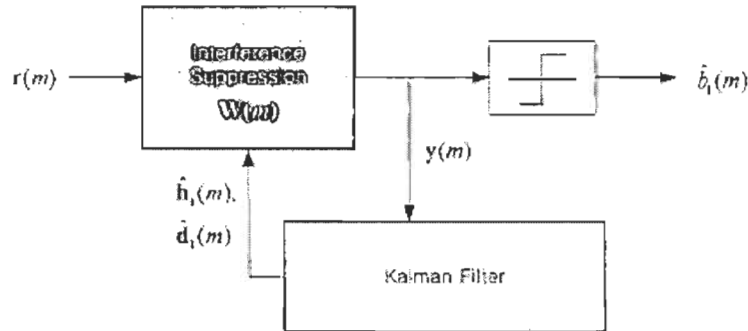 Interference
Suppression
W(m)
r(m)
b̂₁(m)
y(m)
ĥ₁(m),
d̂₁(m)
Kalman Filter